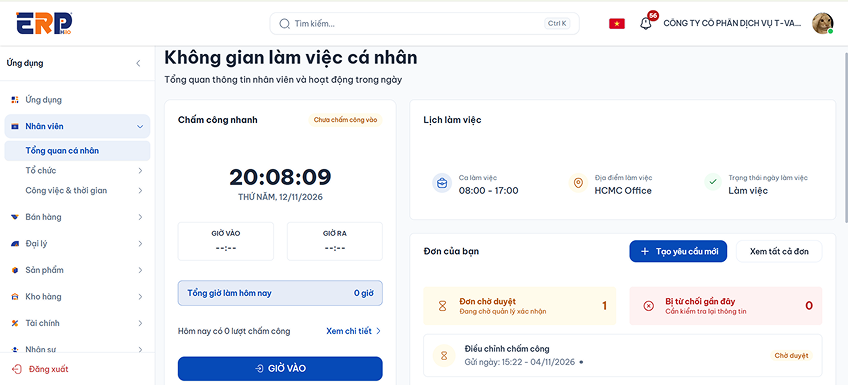 ERP
H2O
Tìm kiếm...
Ctrl K
56
CÔNG TY CỔ PHẦN DỊCH VỤ T-VA...
Ứng dụng
Ứng dụng
Nhân viên
Tổng quan cá nhân
Tổ chức
Công việc & thời gian
Bán hàng
Đại lý
Sản phẩm
Kho hàng
Tài chính
Nhân sự
Đăng xuất
Không gian làm việc cá nhân
Tổng quan thông tin nhân viên và hoạt động trong ngày
Chấm công nhanh
Chưa chấm công vào
20:08:09
THỨ NĂM, 12/11/2026
GIỜ VÀO
--:--
GIỜ RA
--:--
Tổng giờ làm hôm nay
0 giờ
Hôm nay có 0 lượt chấm công
Xem chi tiết
GIỜ VÀO
Lịch làm việc
Ca làm việc
08:00 - 17:00
Địa điểm làm việc
HCMC Office
Trạng thái ngày làm việc
Làm việc
Đơn của bạn
Tạo yêu cầu mới
Xem tất cả đơn
Đơn chờ duyệt
Đang chờ quản lý xác nhận
1
Bị từ chối gần đây
Cần kiểm tra lại thông tin
0
Điều chỉnh chấm công
Gửi ngày: 15:22 - 04/11/2026 •
Chờ duyệt